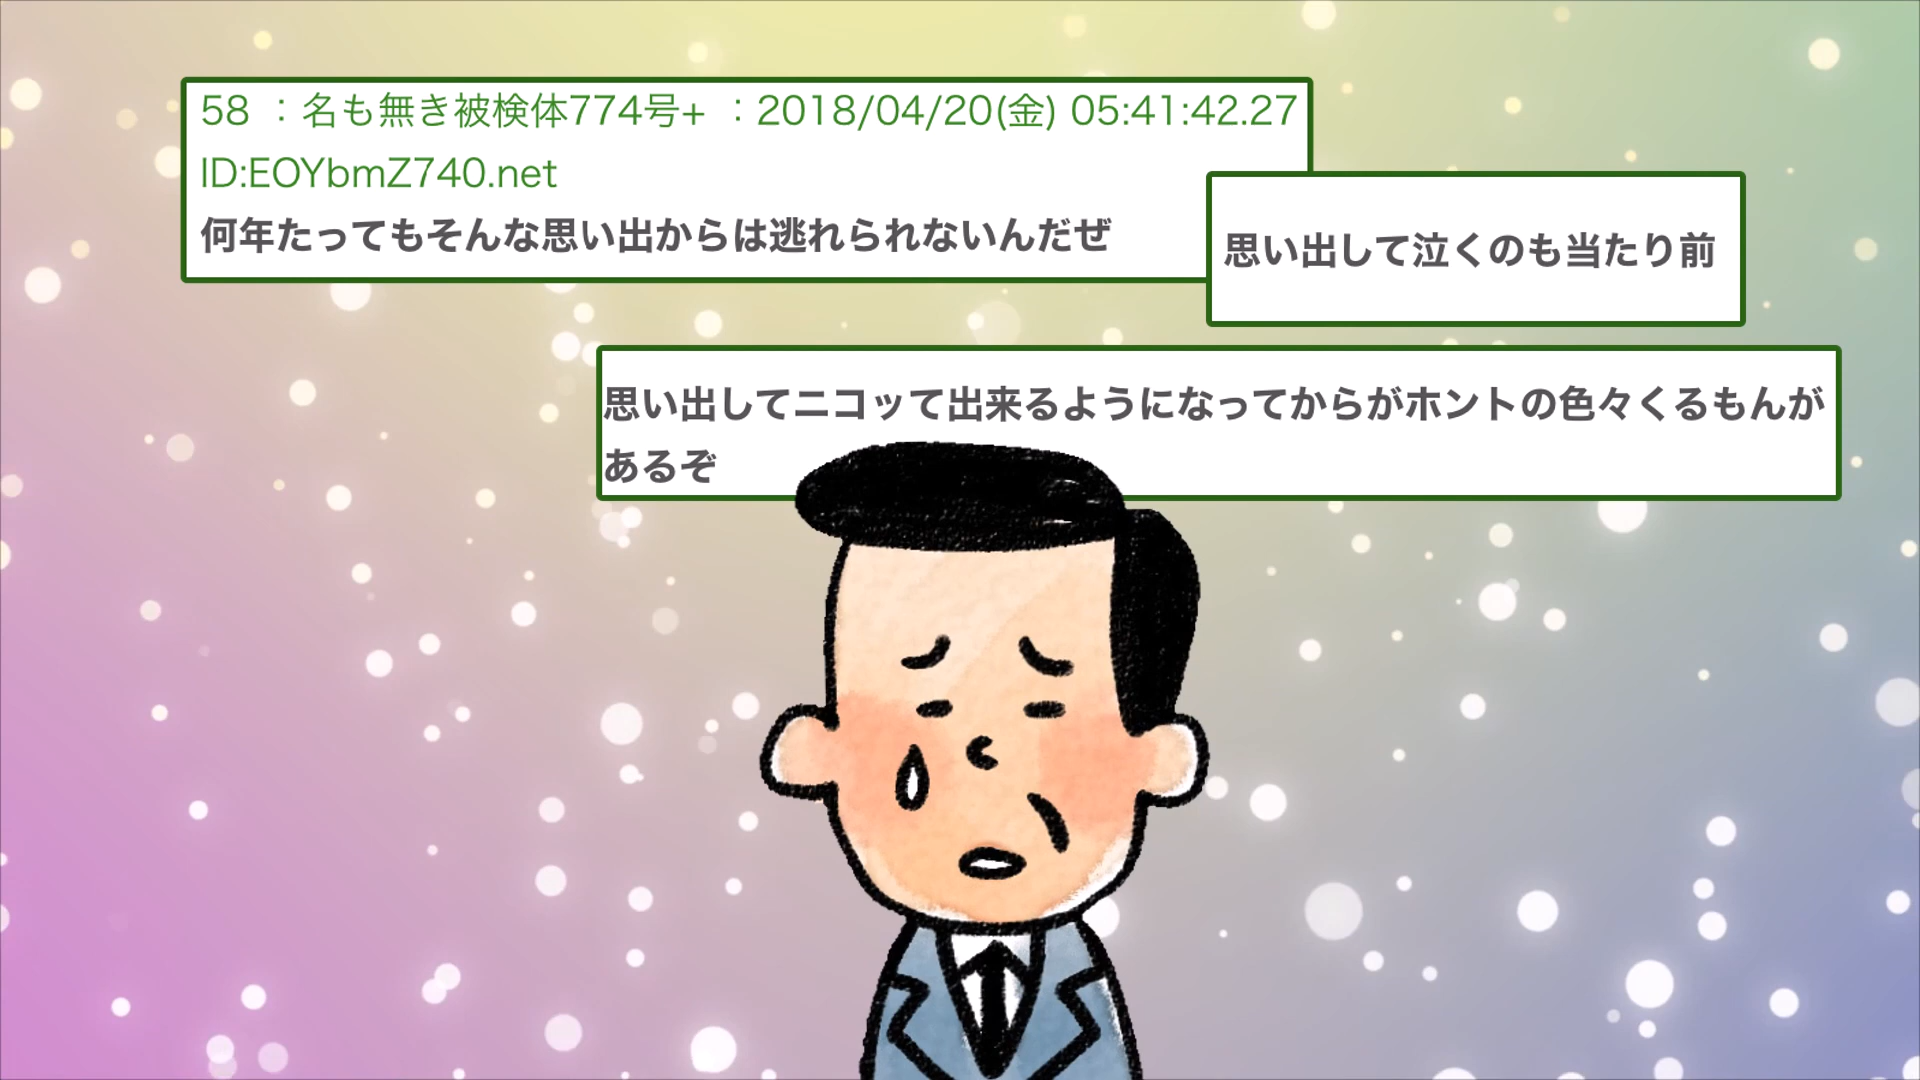 58 ：名も無き被検体774号+ ：2018/04/20(金) 05:41:42.27
ID:EOYbmZ740.net
何年たってもそんな思い出からは逃れられないんだぜ
思い出して泣くのも当たり前
思い出してニコッて出来るようになってからがホントの色々くるもんが
あるぞ